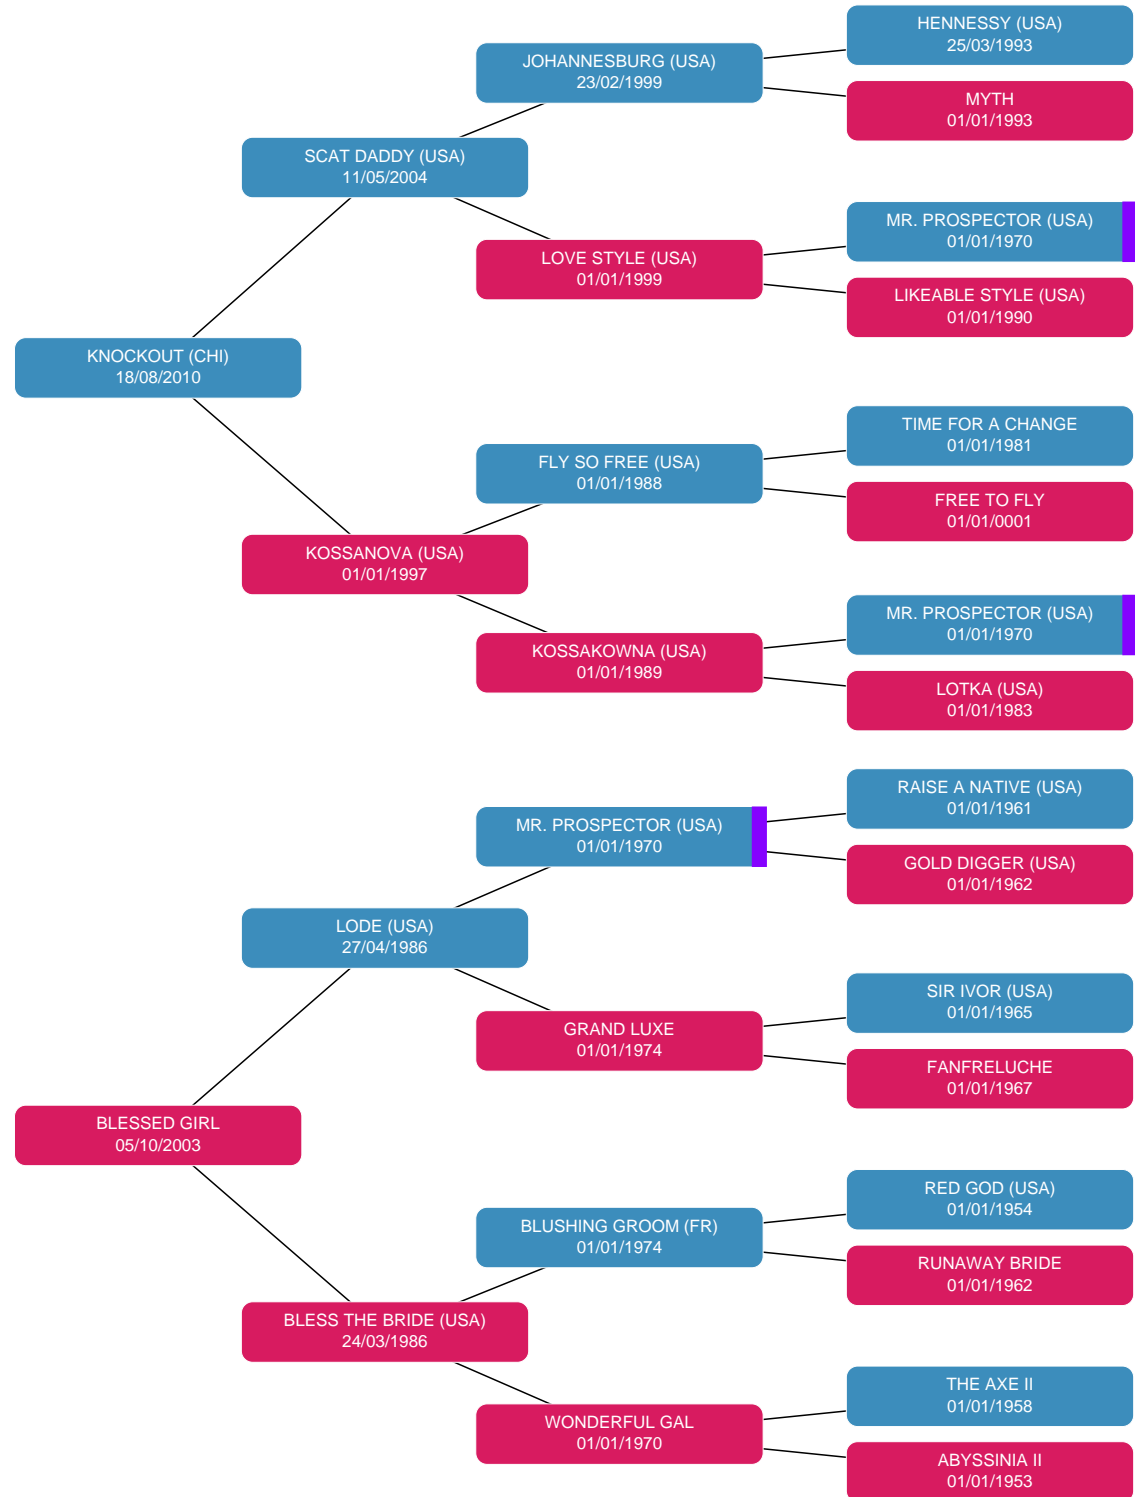 HENNESSY (USA)
25/03/1993
JOHANNESBURG (USA)
23/02/1999
MYTH
01/01/1993
SCAT DADDY (USA)
11/05/2004
MR. PROSPECTOR (USA)
01/01/1970
LOVE STYLE (USA)
01/01/1999
LIKEABLE STYLE (USA)
01/01/1990
KNOCKOUT (CHI)
18/08/2010
TIME FOR A CHANGE
01/01/1981
FLY SO FREE (USA)
01/01/1988
FREE TO FLY
01/01/0001
KOSSANOVA (USA)
01/01/1997
MR. PROSPECTOR (USA)
01/01/1970
KOSSAKOWNA (USA)
01/01/1989
LOTKA (USA)
01/01/1983
RAISE A NATIVE (USA)
01/01/1961
MR. PROSPECTOR (USA)
01/01/1970
GOLD DIGGER (USA)
01/01/1962
LODE (USA)
27/04/1986
SIR IVOR (USA)
01/01/1965
GRAND LUXE
01/01/1974
FANFRELUCHE
01/01/1967
BLESSED GIRL
05/10/2003
RED GOD (USA)
01/01/1954
BLUSHING GROOM (FR)
01/01/1974
RUNAWAY BRIDE
01/01/1962
BLESS THE BRIDE (USA)
24/03/1986
THE AXE II
01/01/1958
WONDERFUL GAL
01/01/1970
ABYSSINIA II
01/01/1953